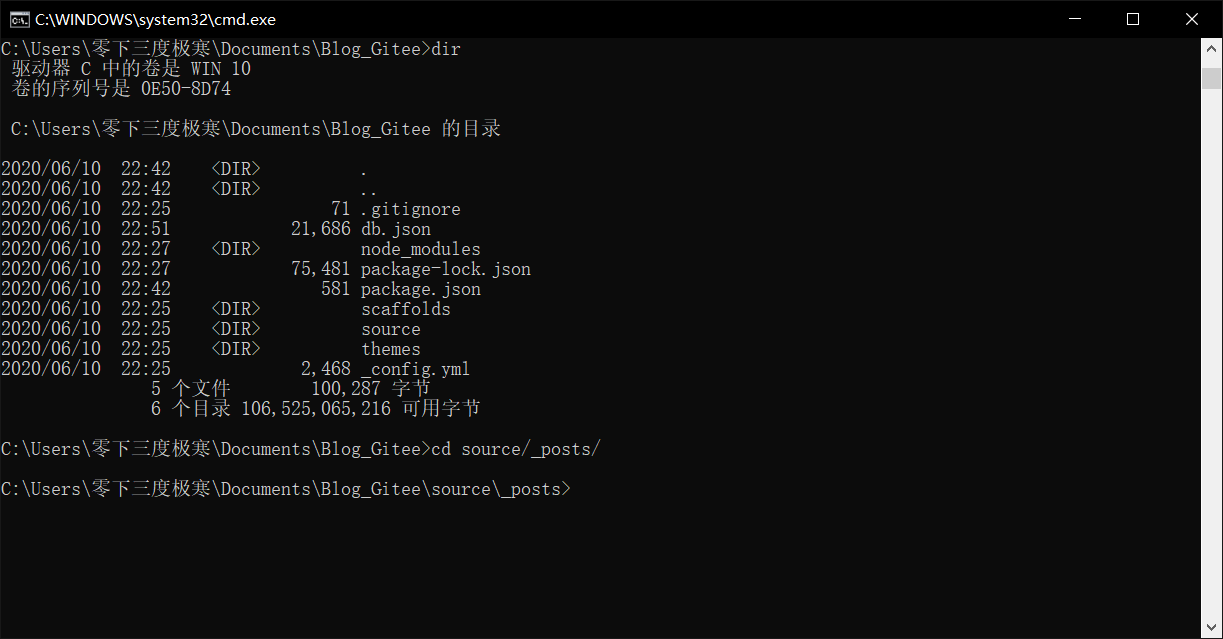 C:\WINDOWS\system32\cmd.exe
C:\Users\零下三度极寒\Documents\Blog_Gitee>dir
驱动器 C 中的卷是 WIN 10
卷的序列号是 0E50-8D74
C:\Users\零下三度极寒\Documents\Blog_Gitee 的目录
2020/06/10  22:42    <DIR>          .
2020/06/10  22:42    <DIR>          ..
2020/06/10  22:25                71 .gitignore
2020/06/10  22:51            21,686 db.json
2020/06/10  22:27    <DIR>          node_modules
2020/06/10  22:27            75,481 package-lock.json
2020/06/10  22:42               581 package.json
2020/06/10  22:25    <DIR>          scaffolds
2020/06/10  22:25    <DIR>          source
2020/06/10  22:25    <DIR>          themes
2020/06/10  22:25             2,468 _config.yml
5 个文件        100,287 字节
6 个目录 106,525,065,216 可用字节
C:\Users\零下三度极寒\Documents\Blog_Gitee>cd source/_posts/
C:\Users\零下三度极寒\Documents\Blog_Gitee\source\_posts>